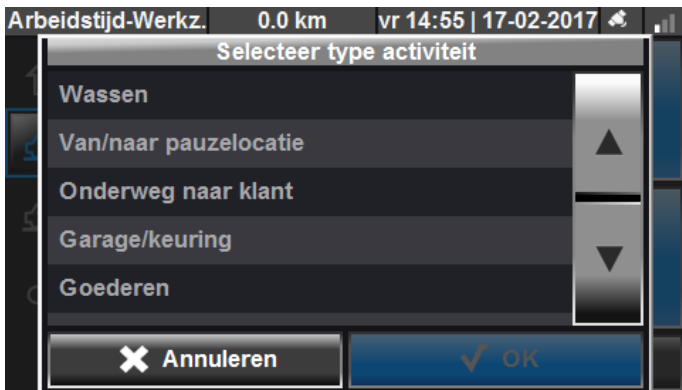 Arbeidstijd-Werkz. 0.0 km vr 14:55 | 17-02-2017
Selecteer type activiteit
Wassen
Van/naar pauzelocatie
Onderweg naar klant
Garage/keuring
Goederen
Annuleren OK